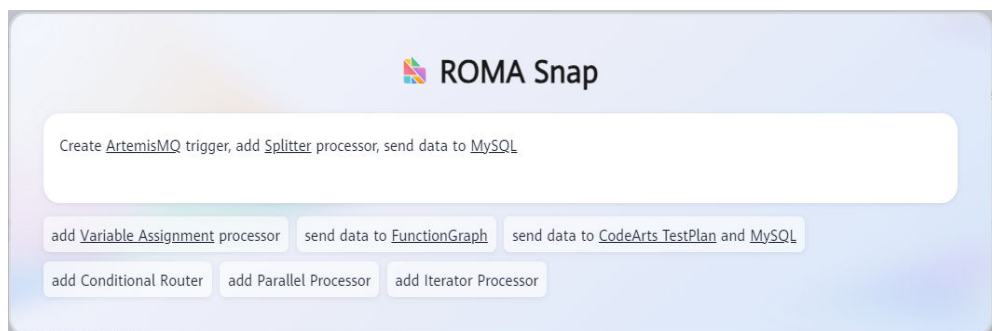 ROMA Snap
Create ArtemisMQ trigger, add Splitter processor, send data to MySQL
add Variable Assignment processor send data to FunctionGraph send data to CodeArts TestPlan and MySQL
add Conditional Router add Parallel Processor add Iterator Processor